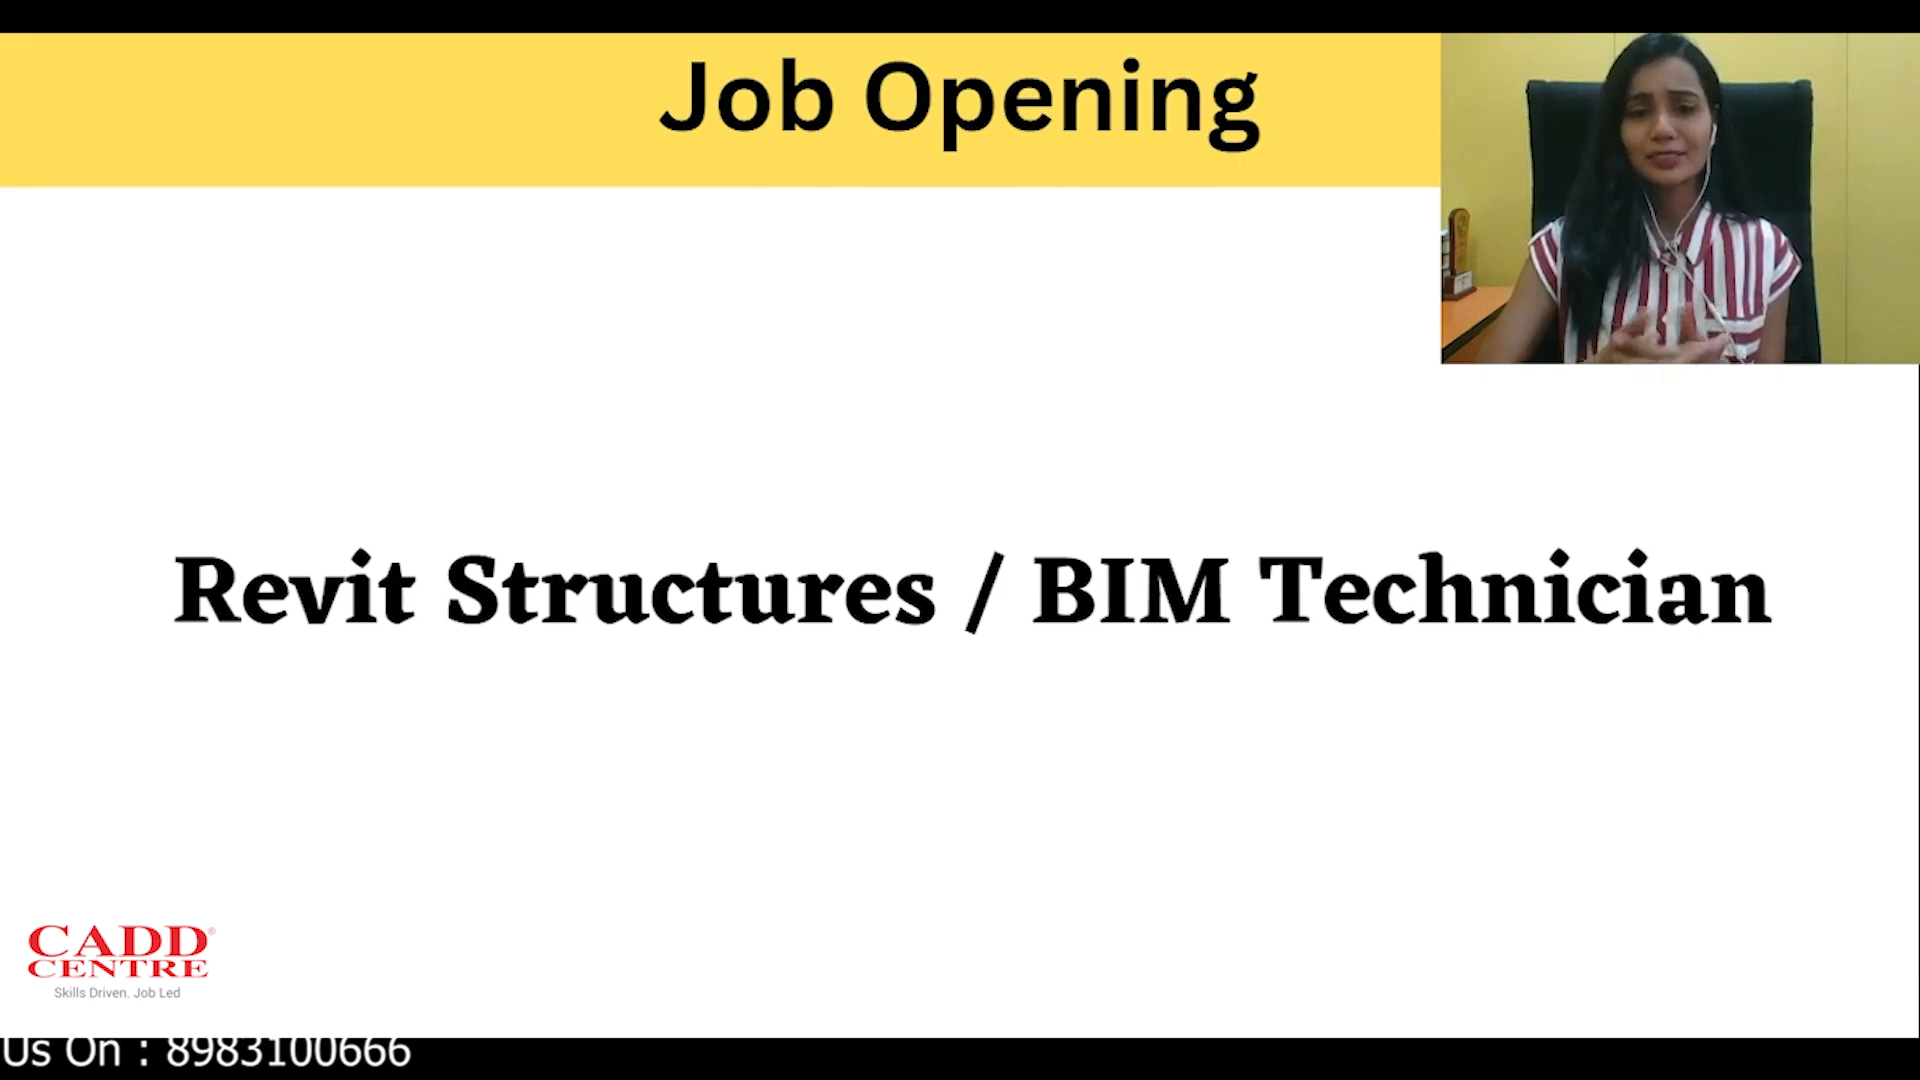 Job Opening
Revit Structures / BIM Technician
CADD®
CENTRE
Skills Driven. Job Led
Us On : 8983100666